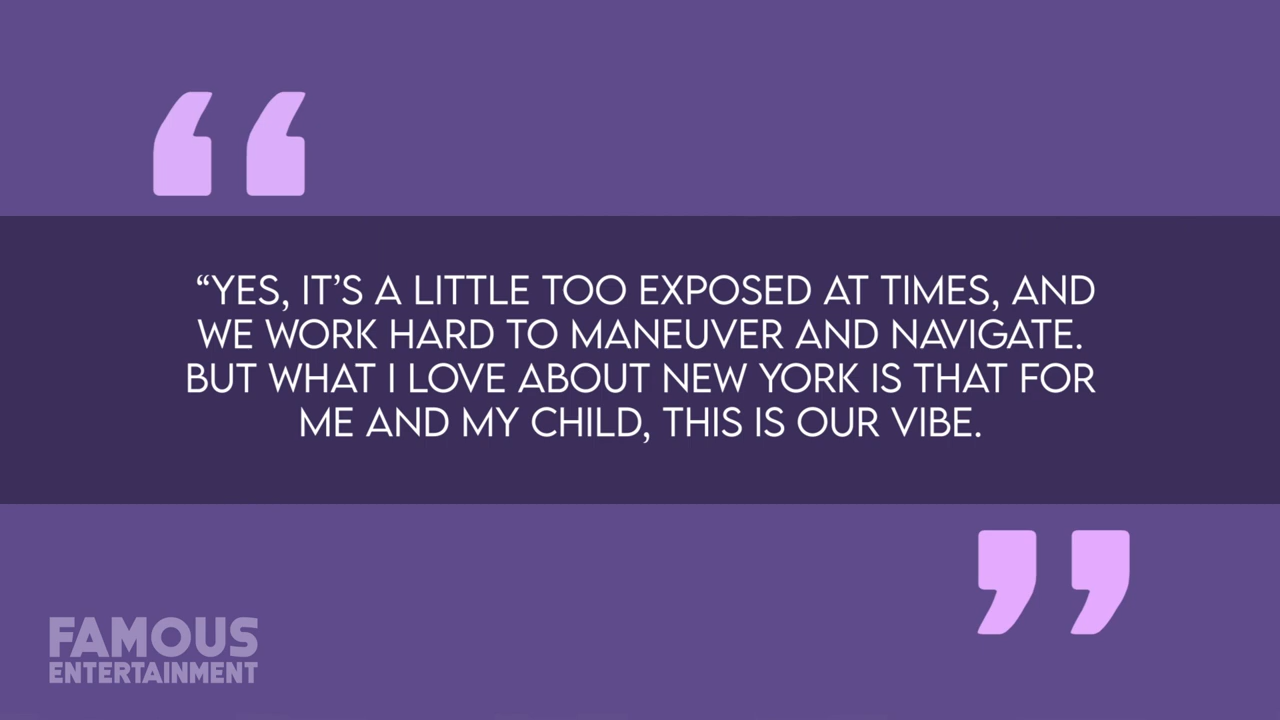 “YES, IT’S A LITTLE TOO EXPOSED AT TIMES, AND
WE WORK HARD TO MANEUVER AND NAVIGATE.
BUT WHAT I LOVE ABOUT NEW YORK IS THAT FOR
ME AND MY CHILD, THIS IS OUR VIBE.
FAMOUS
ENTERTAINMENT